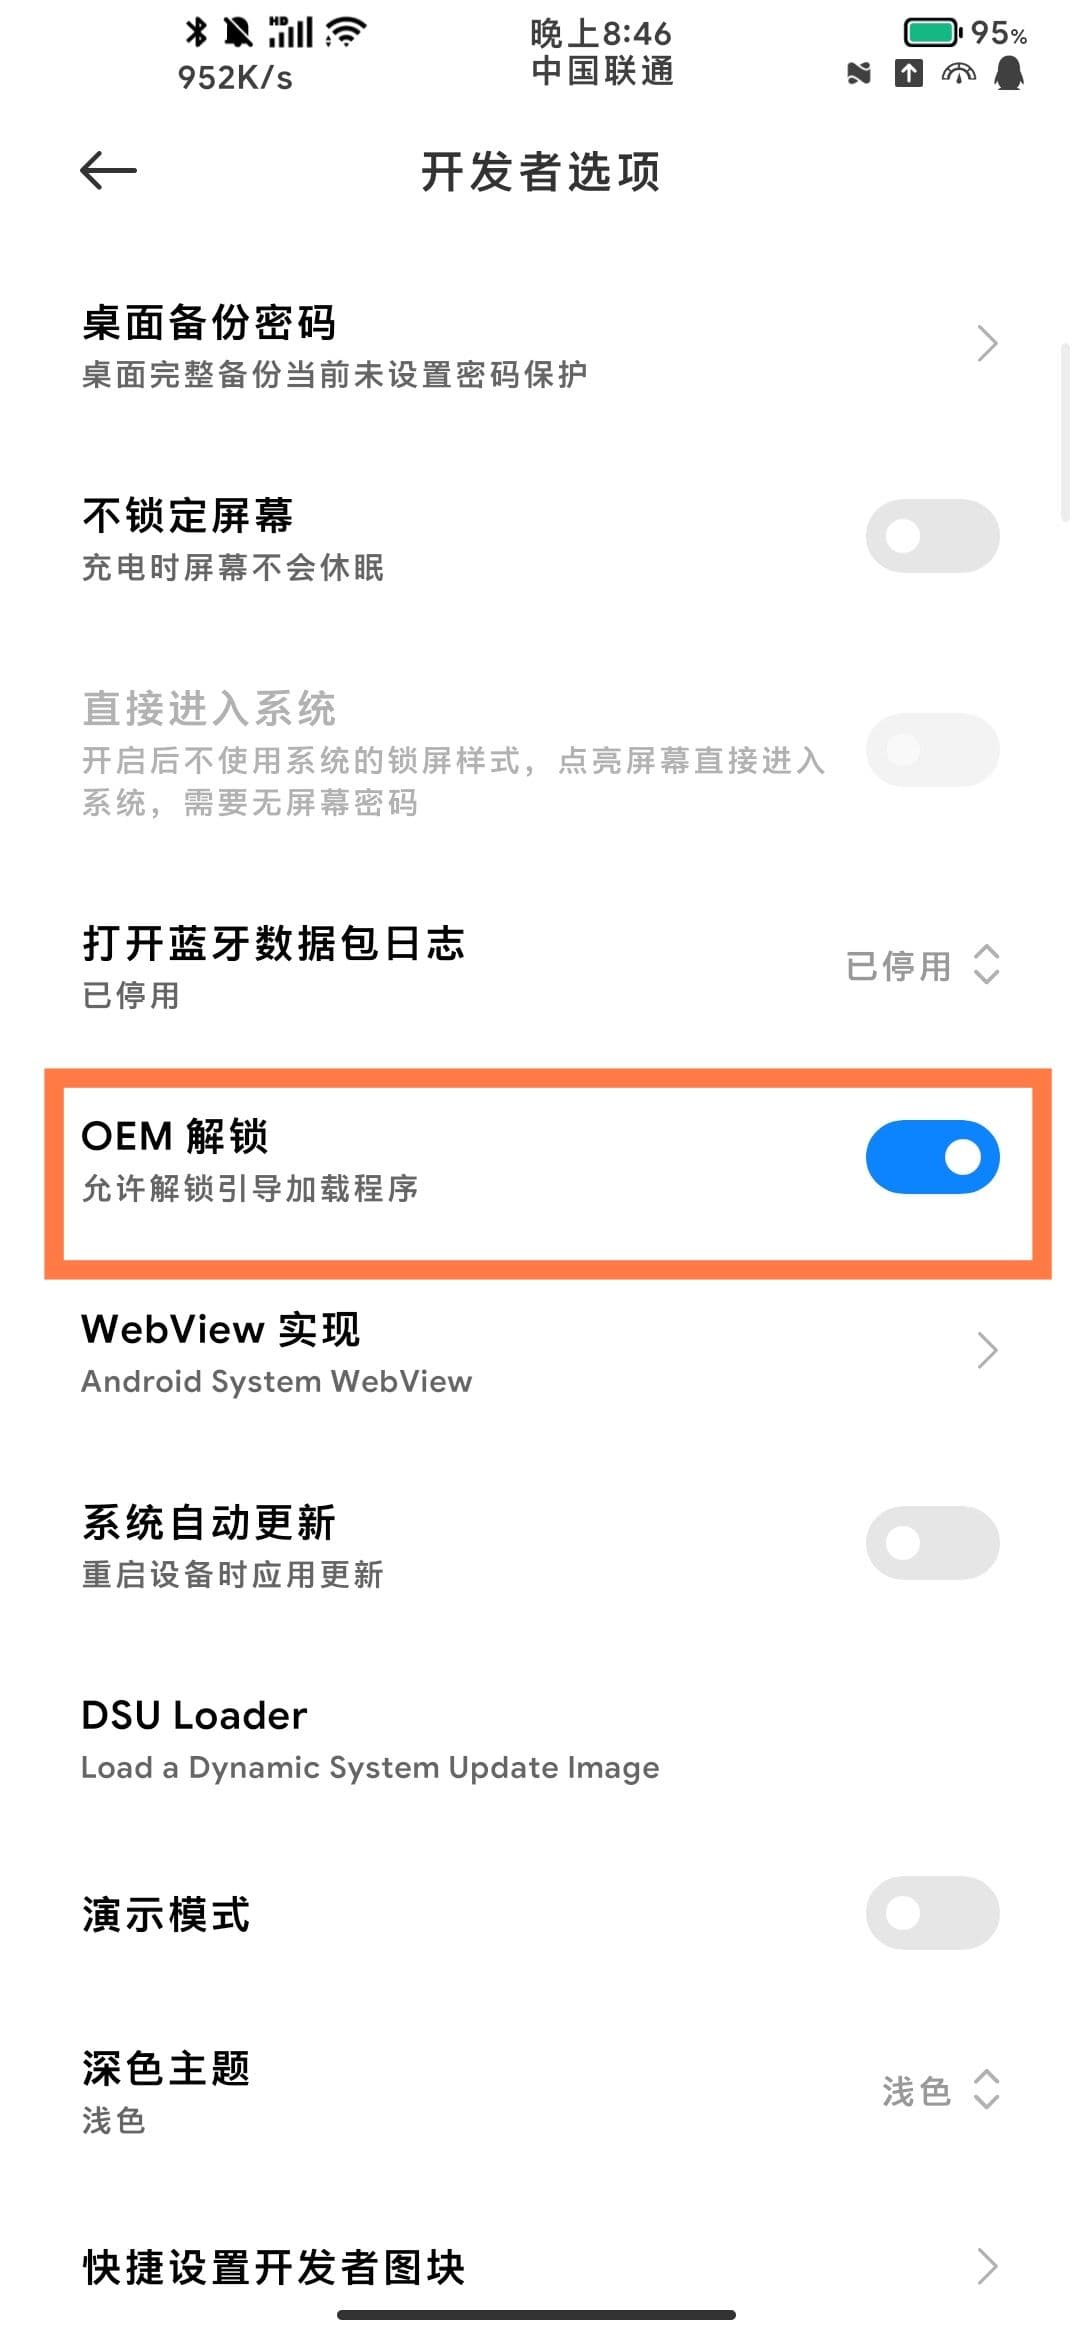 HD
晚上8:46
95%
952K/s
中国联通
开发者选项
桌面备份密码
桌面完整备份当前未设置密码保护
不锁定屏幕
充电时屏幕不会休眠
直接进入系统
开启后不使用系统的锁屏样式，点亮屏幕直接进入
系统，需要无屏幕密码
打开蓝牙数据包日志
已停用
已停用
OEM 解锁
允许解锁引导加载程序
WebView 实现
Android System WebView
系统自动更新
重启设备时应用更新
DSU Loader
Load a Dynamic System Update Image
演示模式
深色主题
浅色
浅色
快捷设置开发者图块